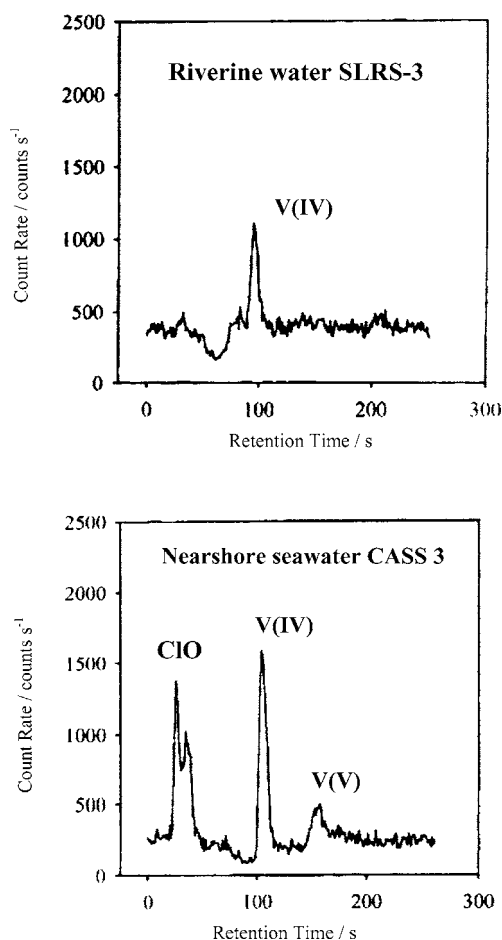 2500
Riverine water SLRS-3
2000
1500
V(IV)
1000
500
0
Count Rate / counts s⁻¹
0 100 200 300
Retention Time / s
2500
Nearshore seawater CASS 3
2000
V(IV)
ClO
1500
1000
V(V)
500
0
Count Rate / counts s⁻¹
0 100 200 300
Retention Time / s